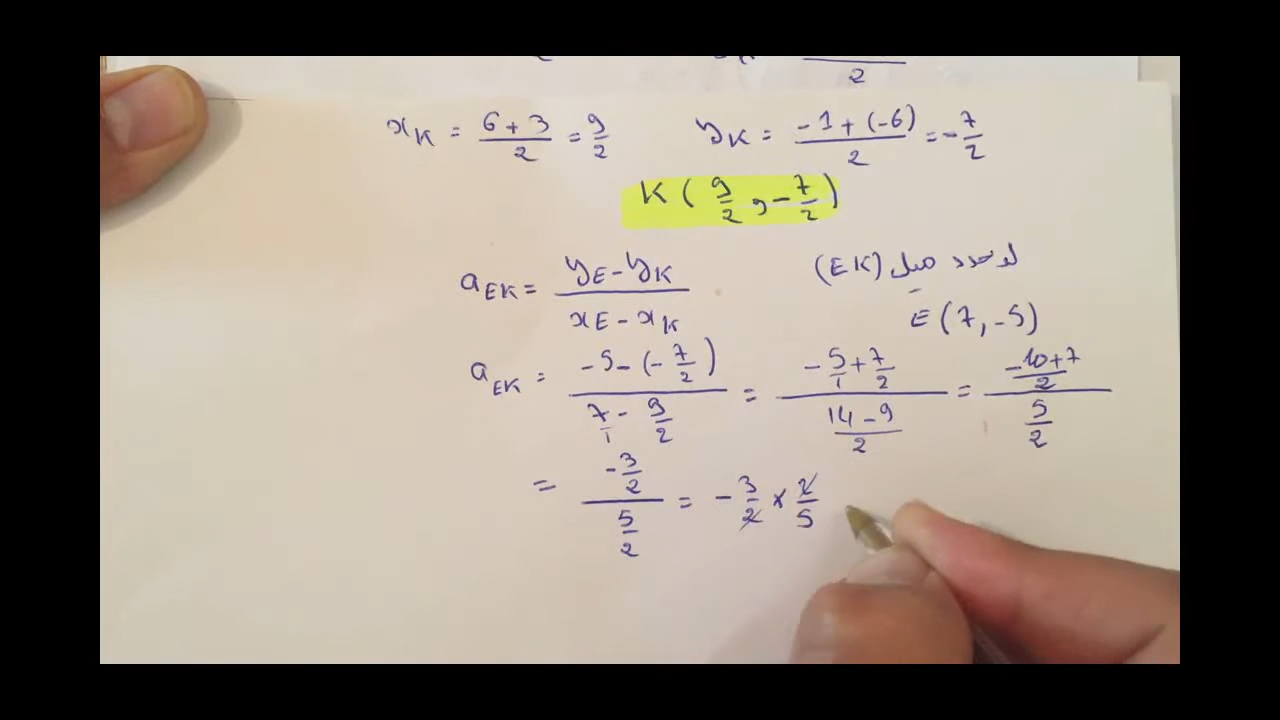 2
x_K = (6+3)/2 = 9/2    y_K = (-1+(-6))/2 = -7/2
K(9/2, -7/2)
لنحدد ميل (EK)
a_EK = (y_E - y_K)/(x_E - x_K)
E(7, -5)
a_EK = (-5-(-7/2))/(7/1 - 9/2) = (-5/1 + 7/2)/((14-9)/2) = ((-10+7)/2)/(5/2)
= (-3/2)/(5/2) = -3/2 × 2/5